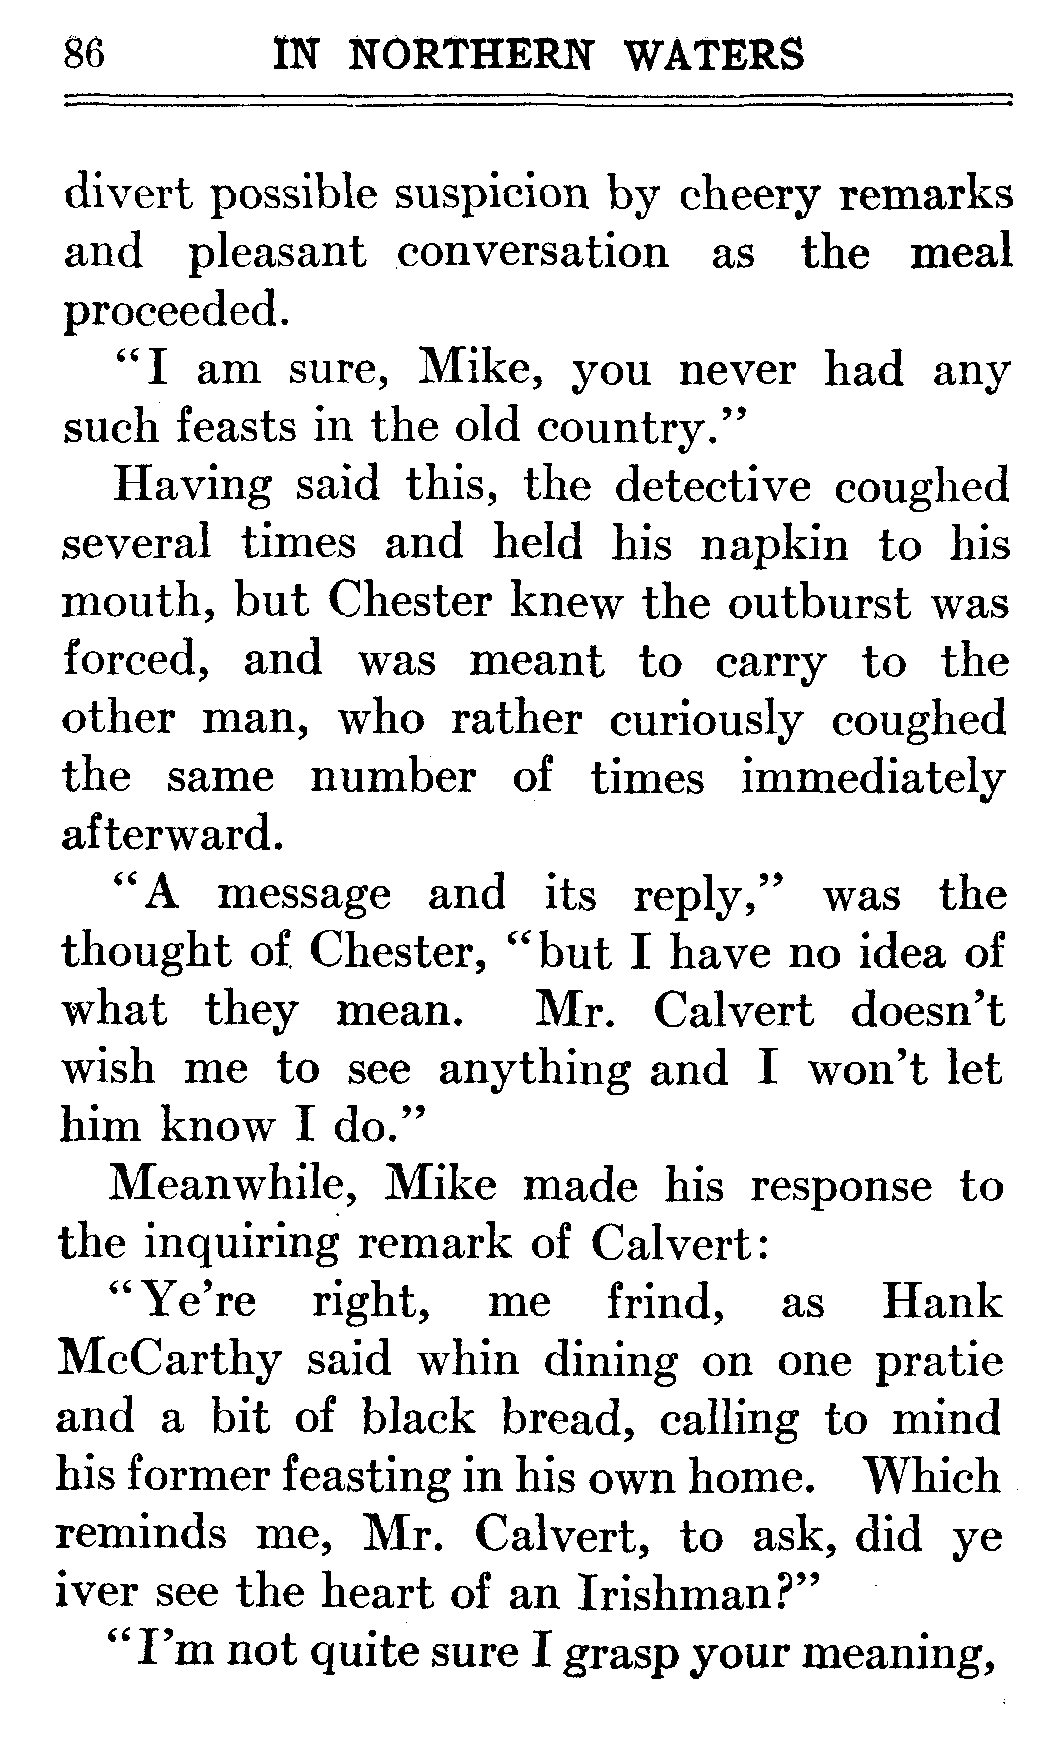 86 IN NORTHERN WATERS
divert possible suspicion by cheery remarks
and pleasant conversation as the meal
proceeded.
"I am sure, Mike, you never had any
such feasts in the old country."
Having said this, the detective coughed
several times and held his napkin to his
mouth, but Chester knew the outburst was
forced, and was meant to carry to the
other man, who rather curiously coughed
the same number of times immediately
afterward.
"A message and its reply," was the
thought of Chester, "but I have no idea of
what they mean. Mr. Calvert doesn't
wish me to see anything and I won't let
him know I do."
Meanwhile, Mike made his response to
the inquiring remark of Calvert:
"Ye're right, me frind, as Hank
McCarthy said whin dining on one pratie
and a bit of black bread, calling to mind
his former feasting in his own home. Which
reminds me, Mr. Calvert, to ask, did ye
iver see the heart of an Irishman?"
"I'm not quite sure I grasp your meaning,